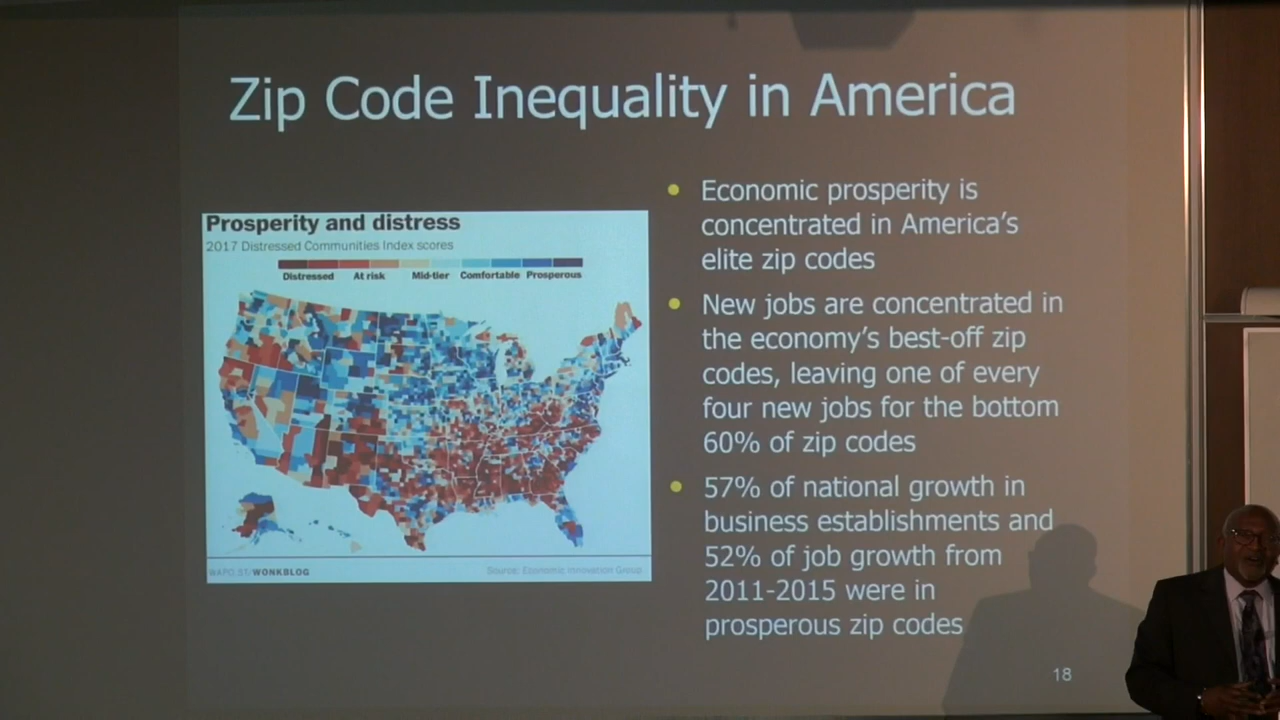 Zip Code Inequality in America
Prosperity and distress
2017 Distressed Communities Index scores
Distressed At risk Mid-tier Comfortable Prosperous
WAPO.ST/WONKBLOG
Source: Economic Innovation Group
• Economic prosperity is
concentrated in America's
elite zip codes
• New jobs are concentrated in
the economy's best-off zip
codes, leaving one of every
four new jobs for the bottom
60% of zip codes
• 57% of national growth in
business establishments and
52% of job growth from
2011-2015 were in
prosperous zip codes
18